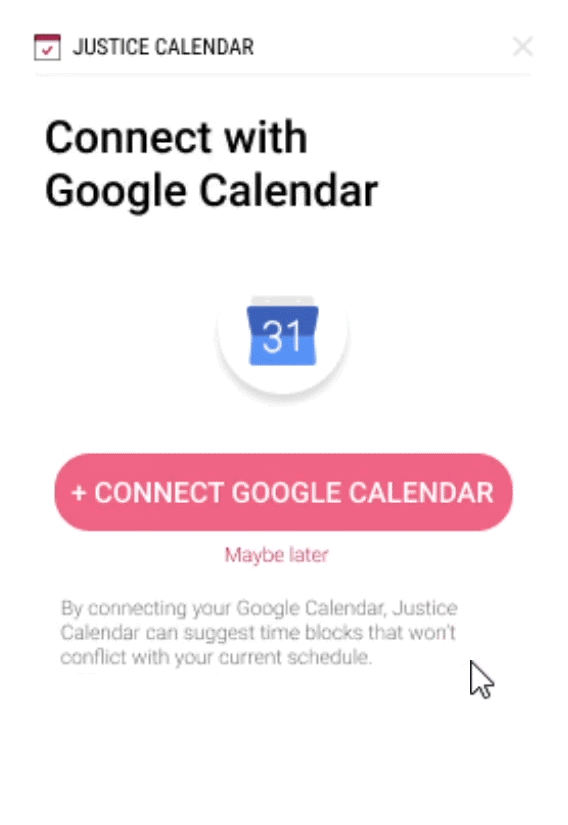 JUSTICE CALENDAR
Connect with
Google Calendar
31
+ CONNECT GOOGLE CALENDAR
Maybe later
By connecting your Google Calendar, Justice
Calendar can suggest time blocks that won't
conflict with your current schedule.